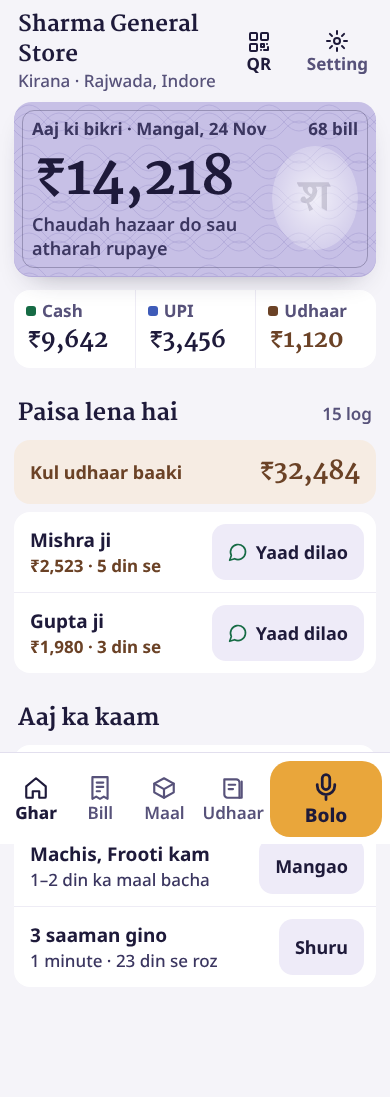 Sharma General
Store
Kirana · Rajwada, Indore
QR
Setting
Aaj ki bikri · Mangal, 24 Nov
68 bill
₹14,218
श
Chaudah hazaar do sau
atharah rupaye
Cash
UPI
Udhaar
₹9,642
₹3,456
₹1,120
Paisa lena hai
15 log
Kul udhaar baaki
₹32,484
Mishra ji
₹2,523 · 5 din se
Yaad dilao
Gupta ji
₹1,980 · 3 din se
Yaad dilao
Aaj ka kaam
Ghar
Bill
Maal
Udhaar
Bolo
Machis, Frooti kam
1–2 din ka maal bacha
Mangao
3 saaman gino
1 minute · 23 din se roz
Shuru